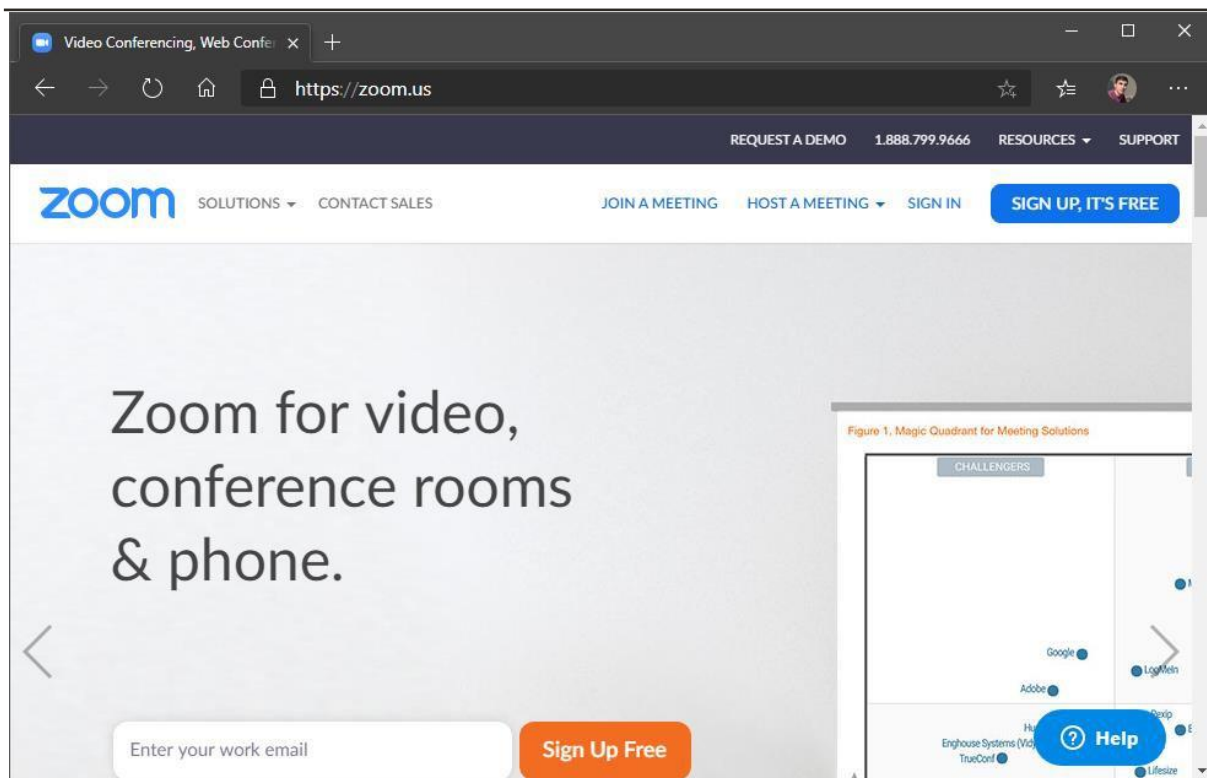 Video Conferencing, Web Confer
https://zoom.us
REQUEST A DEMO 1.888.799.9666 RESOURCES SUPPORT
zoom SOLUTIONS CONTACT SALES JOIN A MEETING HOST A MEETING SIGN IN SIGN UP, IT'S FREE
Zoom for video,
conference rooms
& phone.
Enter your work email Sign Up Free
Figure 1. Magic Quadrant for Meeting Solutions
CHALLENGERS
Google
LogMeIn
Adobe
Enghouse Systems (Vid
TrueConf
Lifesize
Help